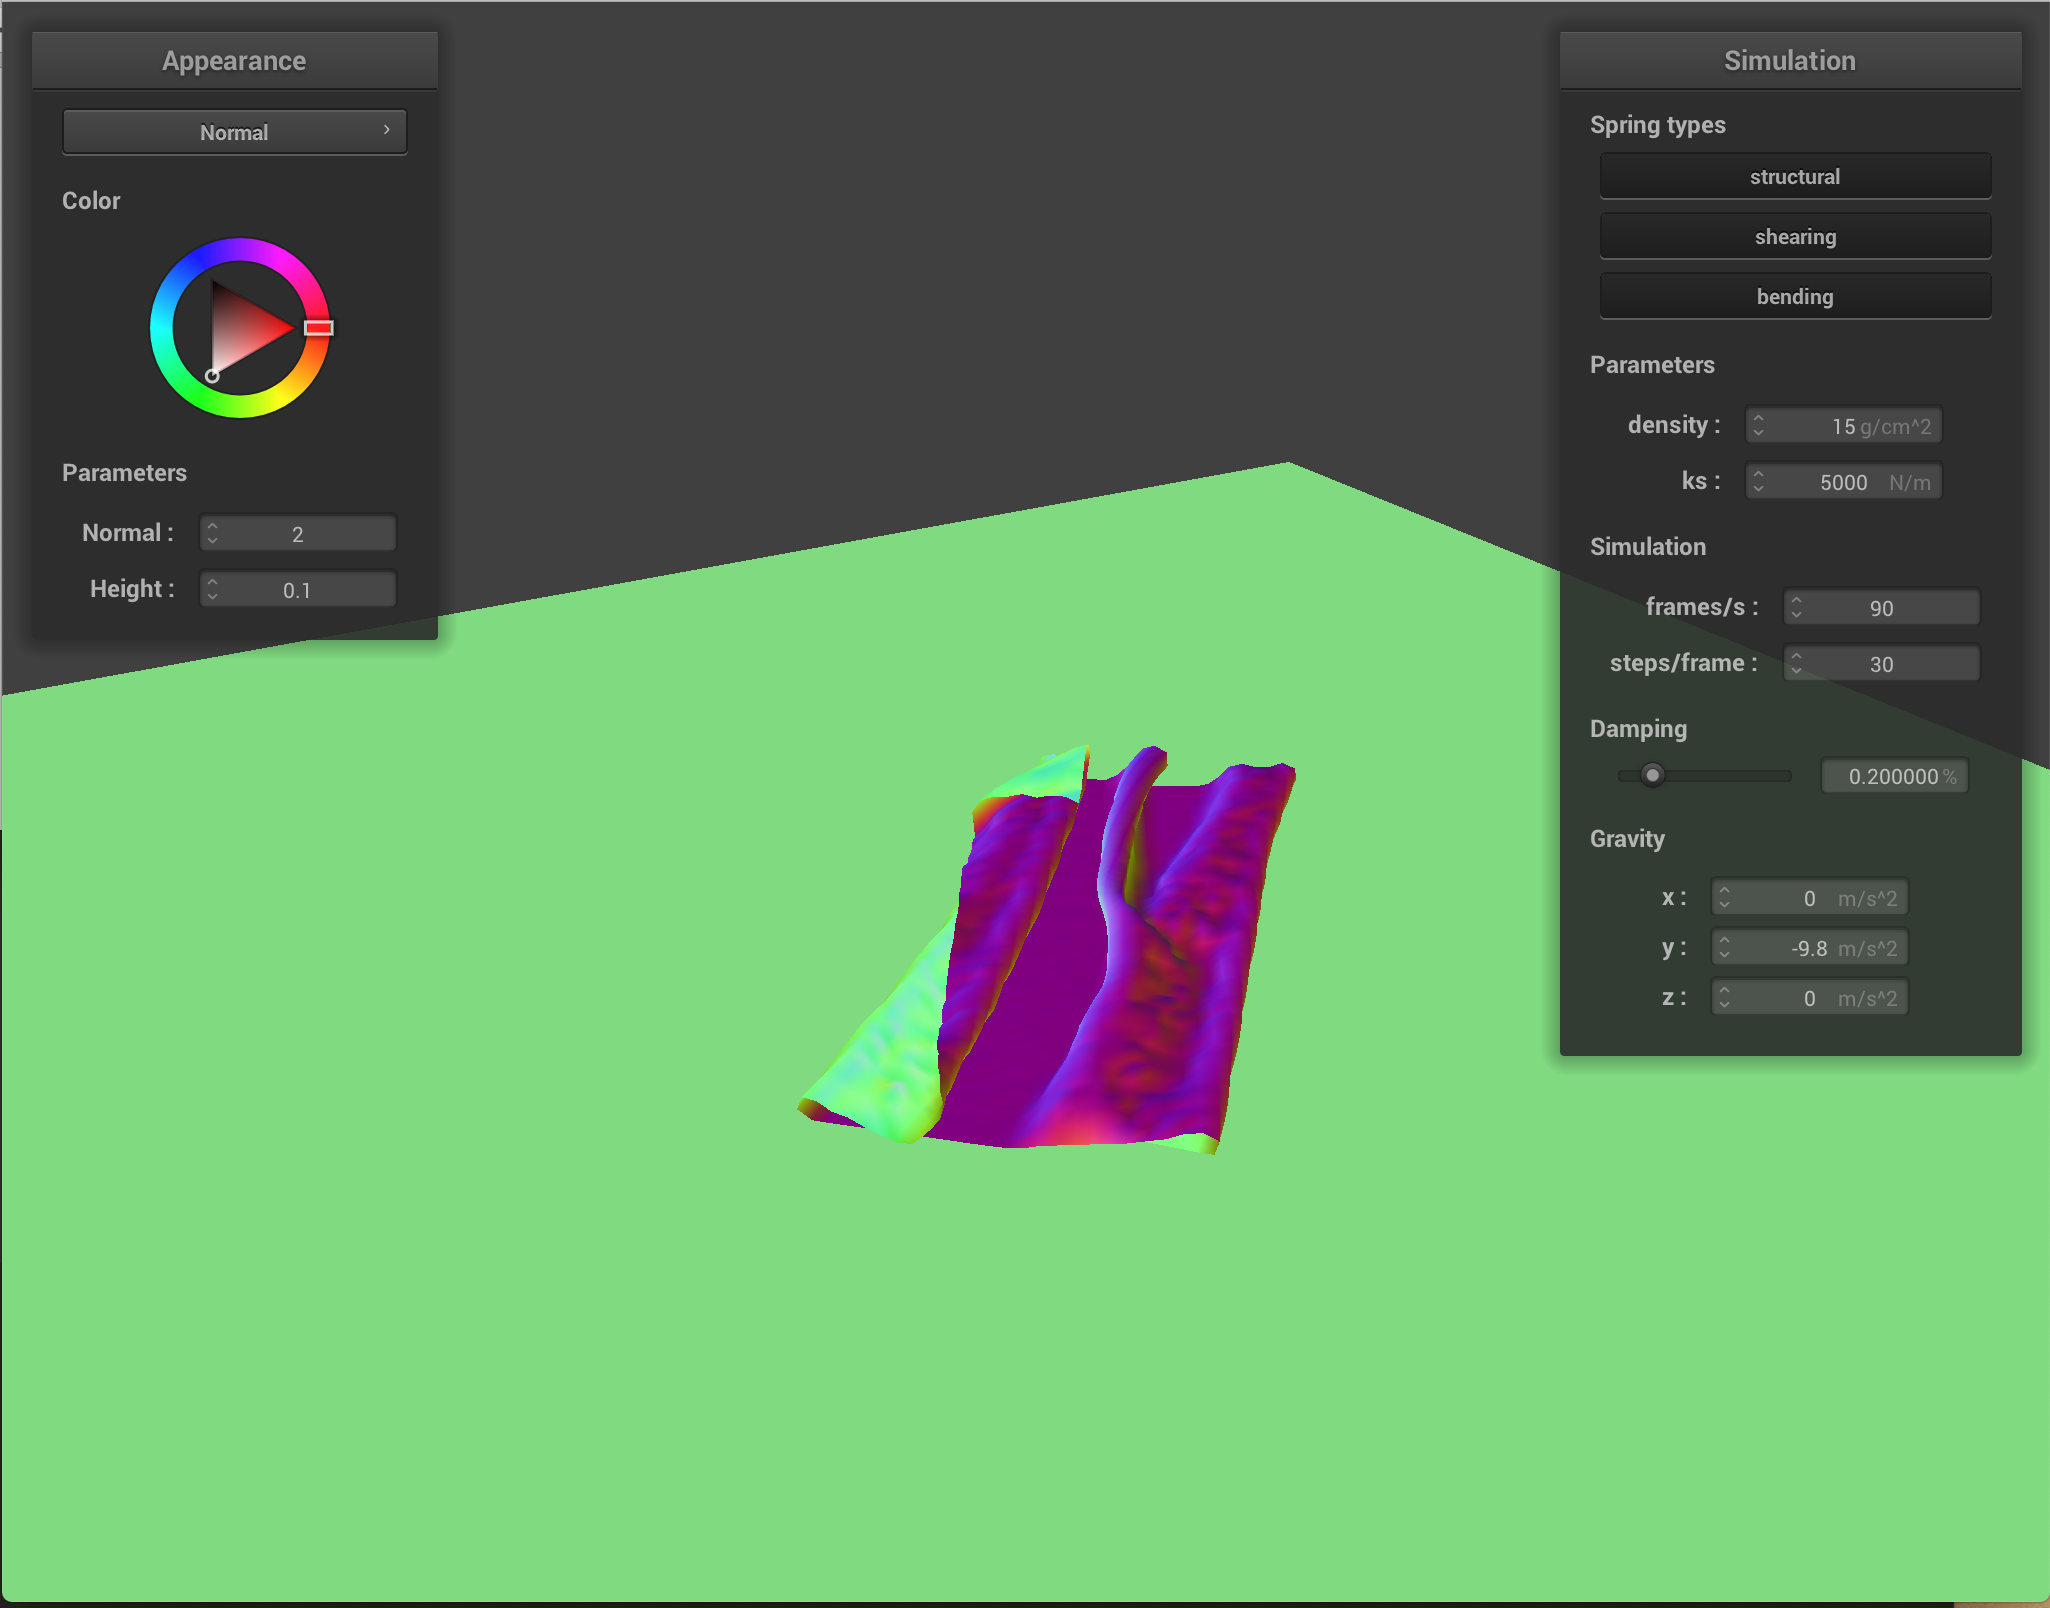 Appearance
Normal
Color
Parameters
Normal : 2
Height : 0.1
Simulation
Spring types
structural
shearing
bending
Parameters
density : 15 g/cm^2
ks : 5000 N/m
Simulation
frames/s : 90
steps/frame : 30
Damping
0.200000 %
Gravity
x : 0 m/s^2
y : -9.8 m/s^2
z : 0 m/s^2